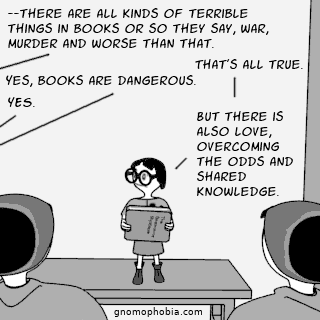 --THERE ARE ALL KINDS OF TERRIBLE
THINGS IN BOOKS OR SO THEY SAY, WAR,
MURDER AND WORSE THAN THAT.
THAT'S ALL TRUE.
YES, BOOKS ARE DANGEROUS.
YES.
BUT THERE IS
ALSO LOVE,
OVERCOMING
THE ODDS AND
SHARED
KNOWLEDGE.
gnomophobia.com